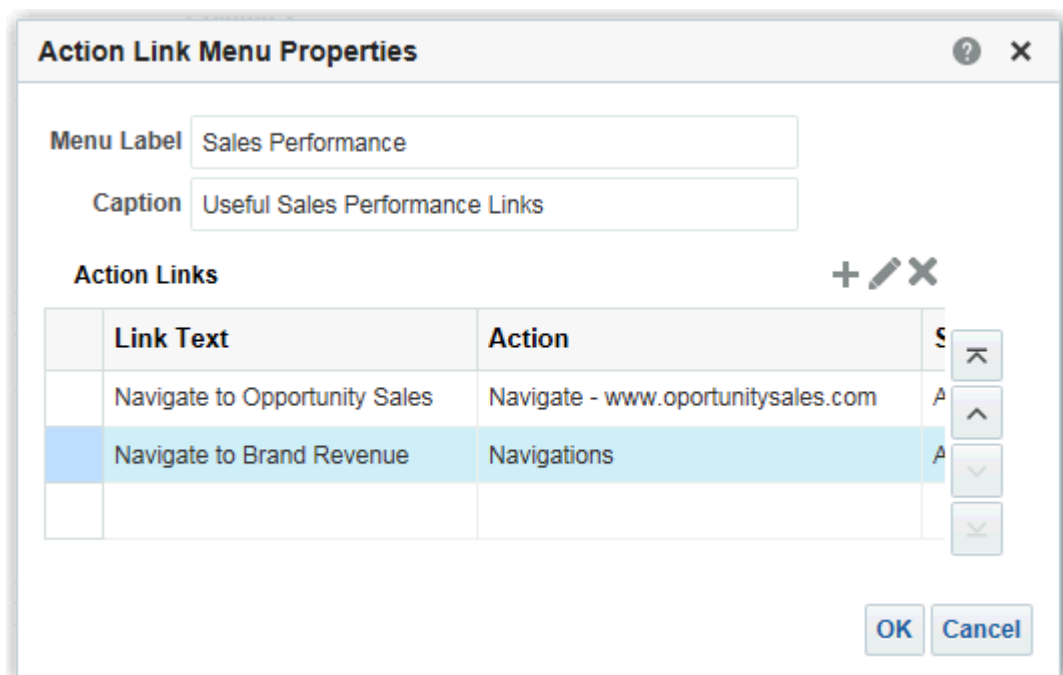 Action Link Menu Properties
Menu Label Sales Performance
Caption Useful Sales Performance Links
Action Links
Link Text Action
Navigate to Opportunity Sales Navigate - www.oportunitysales.com
Navigate to Brand Revenue Navigations
OK Cancel